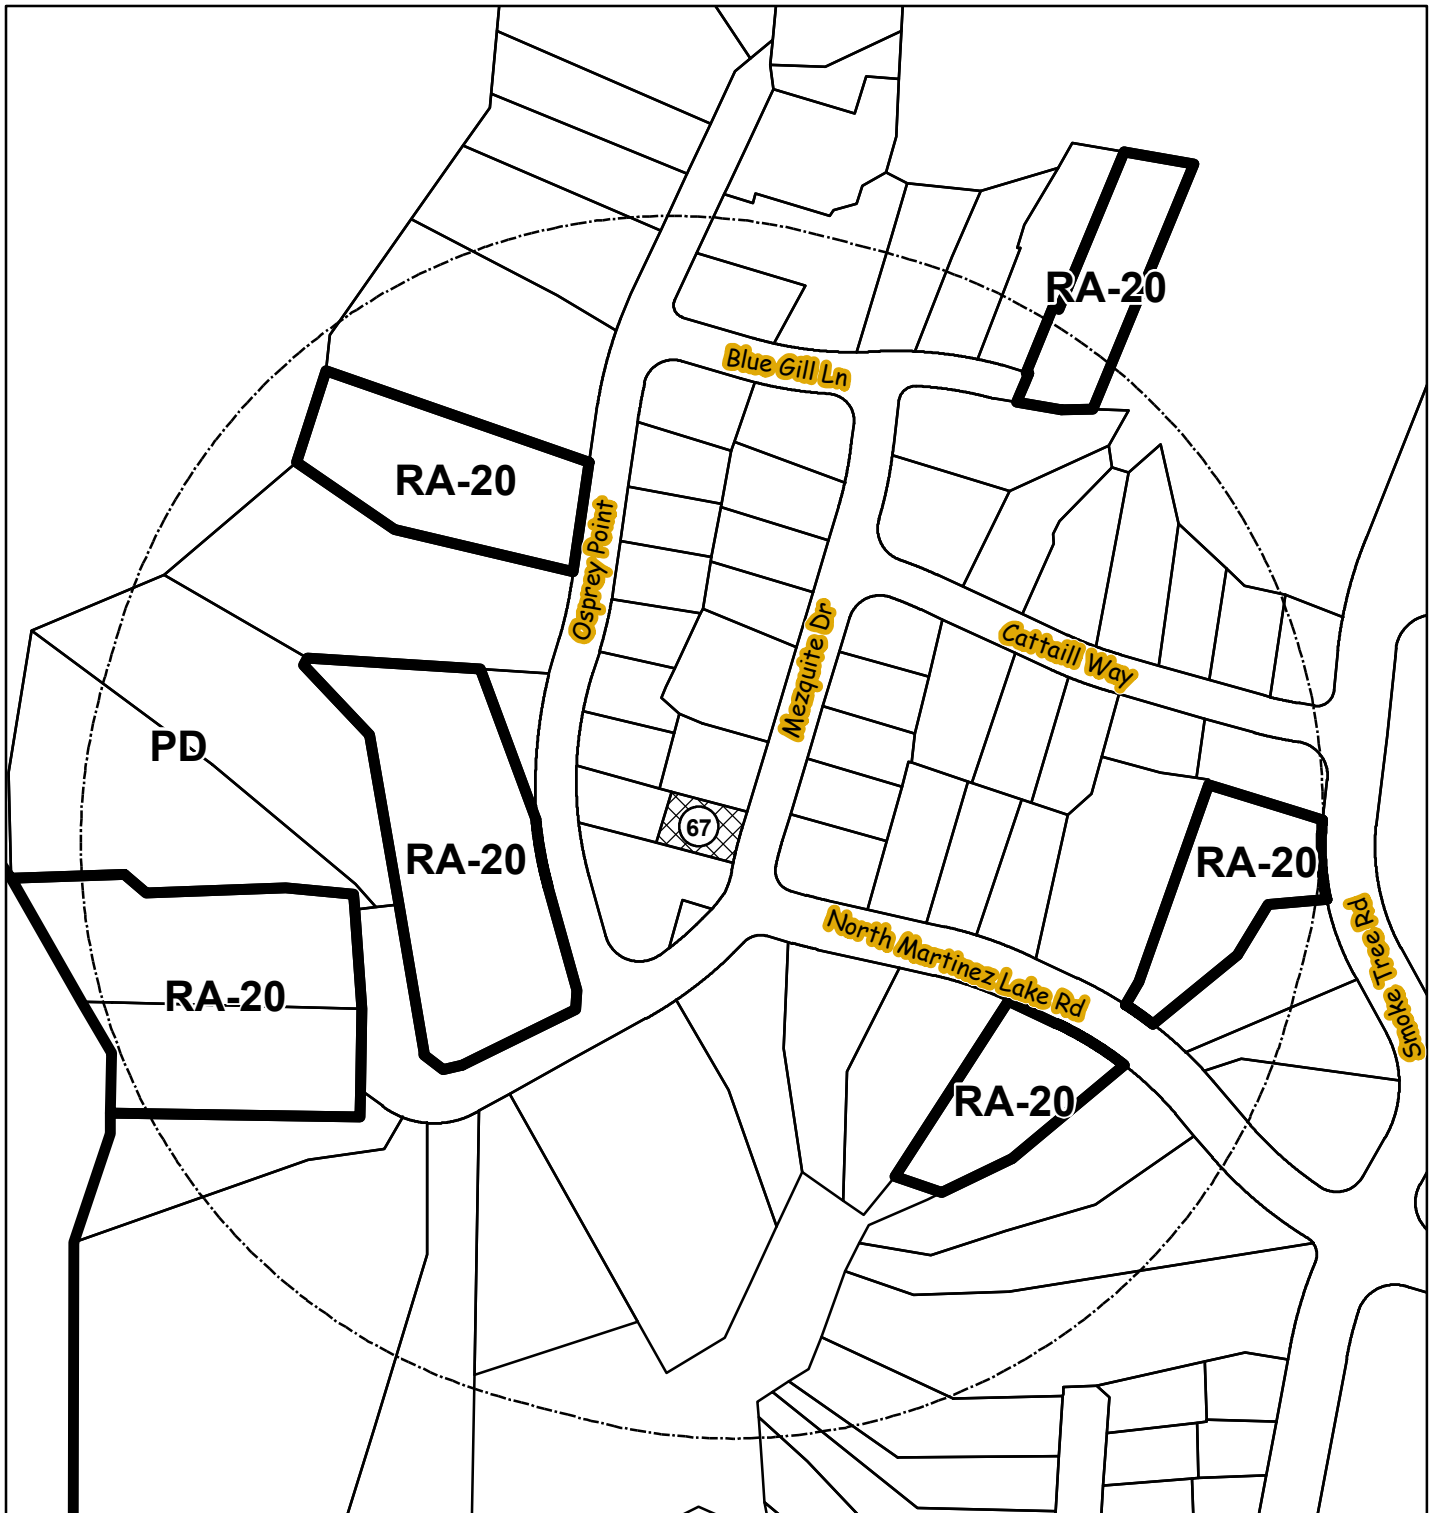 RA-20
Blue Gill Ln
RA-20
Osprey Point
Mezquite Dr
Cattaill Way
PD
67
RA-20
RA-20
North Martinez Lake Rd
Smoke Tree Rd
RA-20
RA-20